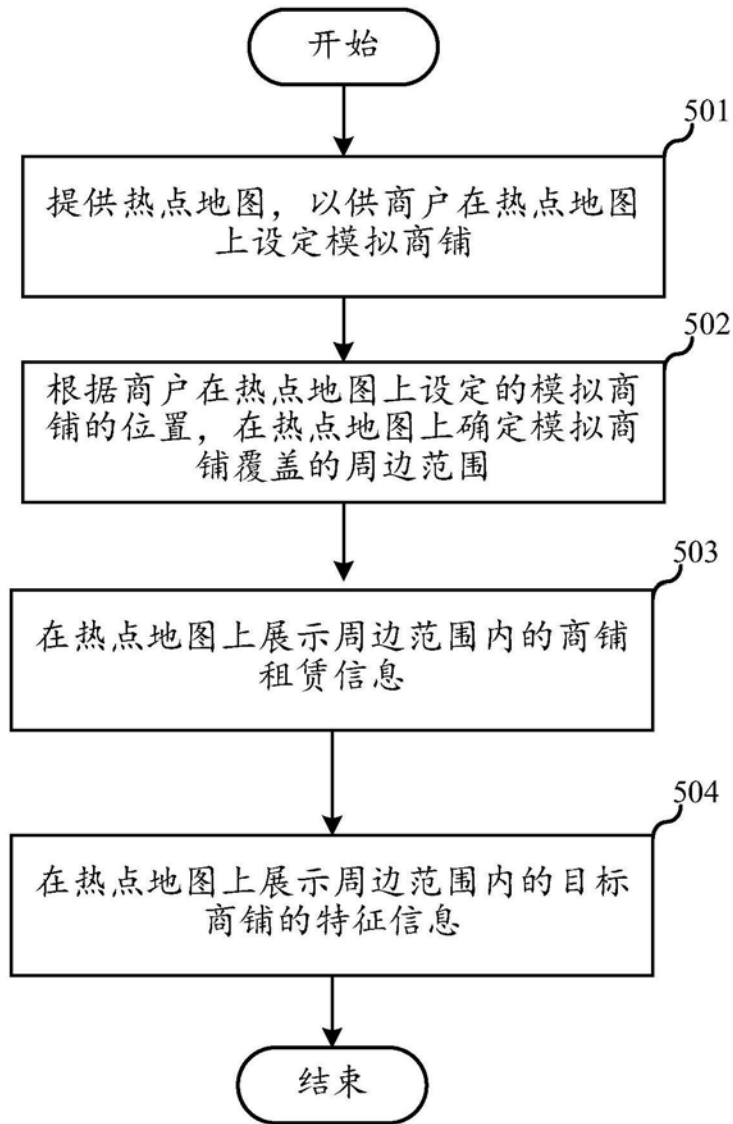 开始
501
提供热点地图，以供商户在热点地图
上设定模拟商铺
502
根据商户在热点地图上设定的模拟商
铺的位置，在热点地图上确定模拟商
铺覆盖的周边范围
503
在热点地图上展示周边范围内的商铺
租赁信息
504
在热点地图上展示周边范围内的目标
商铺的特征信息
结束